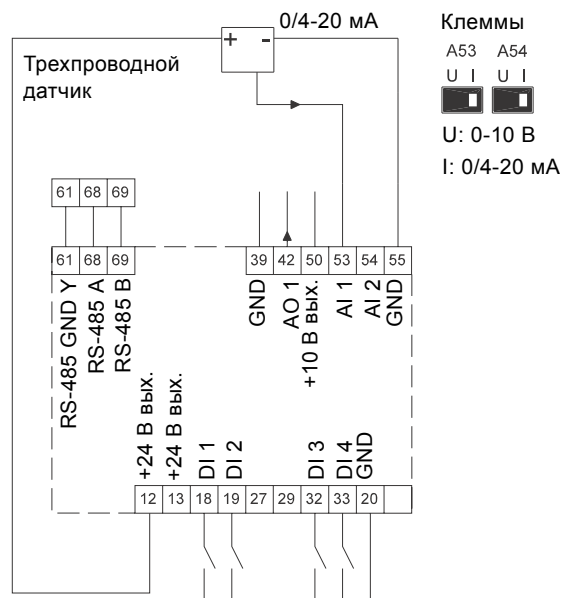 0/4-20 мА
+ -
Трехпроводной
датчик
Клеммы
A53 A54
U I U I
U: 0-10 В
I: 0/4-20 мА
61 68 69
61 68 69 39 42 50 53 54 55
RS-485 GND Y
RS-485 A
RS-485 B
GND
AO 1
+10 В вых.
AI 1
AI 2
GND
+24 В вых.
+24 В вых.
DI 1
DI 2
DI 3
DI 4
GND
12 13 18 19 27 29 32 33 20